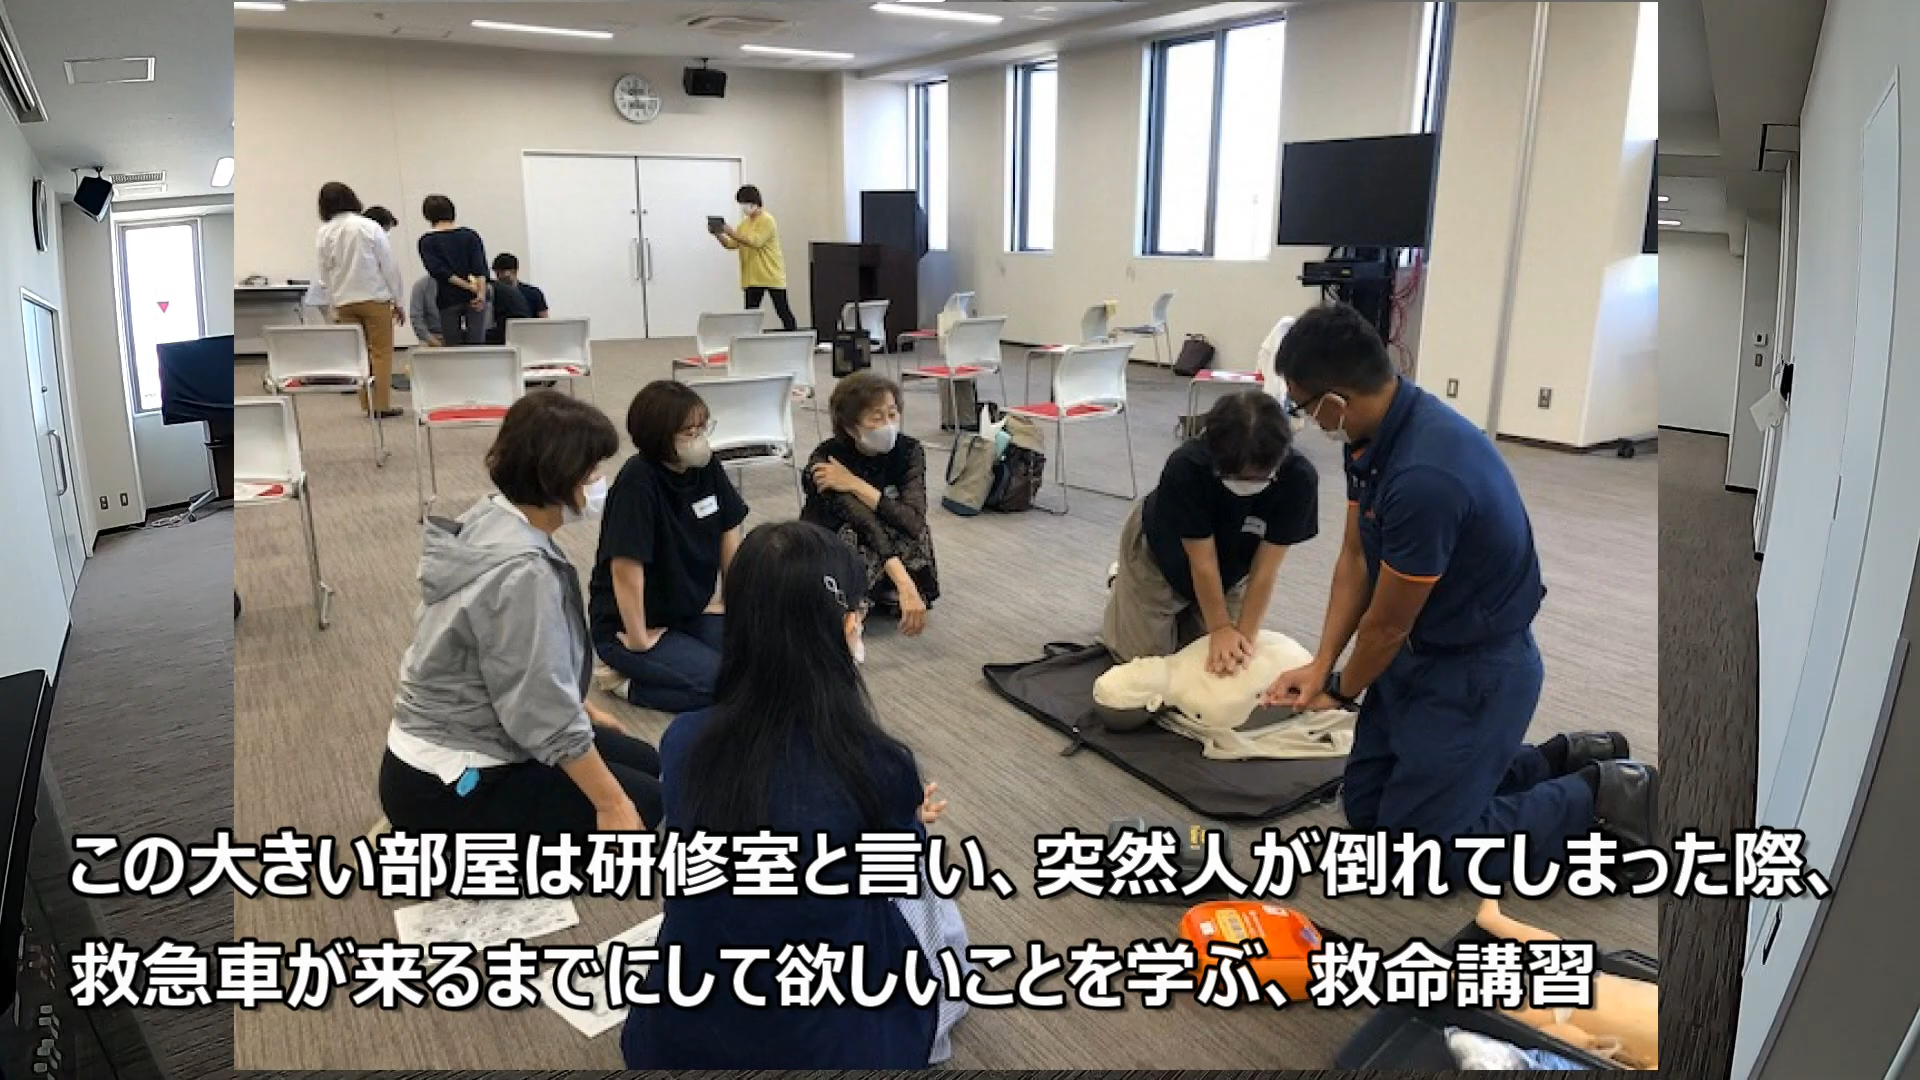 この大きい部屋は研修室と言い、突然人が倒れてしまった際、
救急車が来るまでにして欲しいことを学ぶ、救命講習